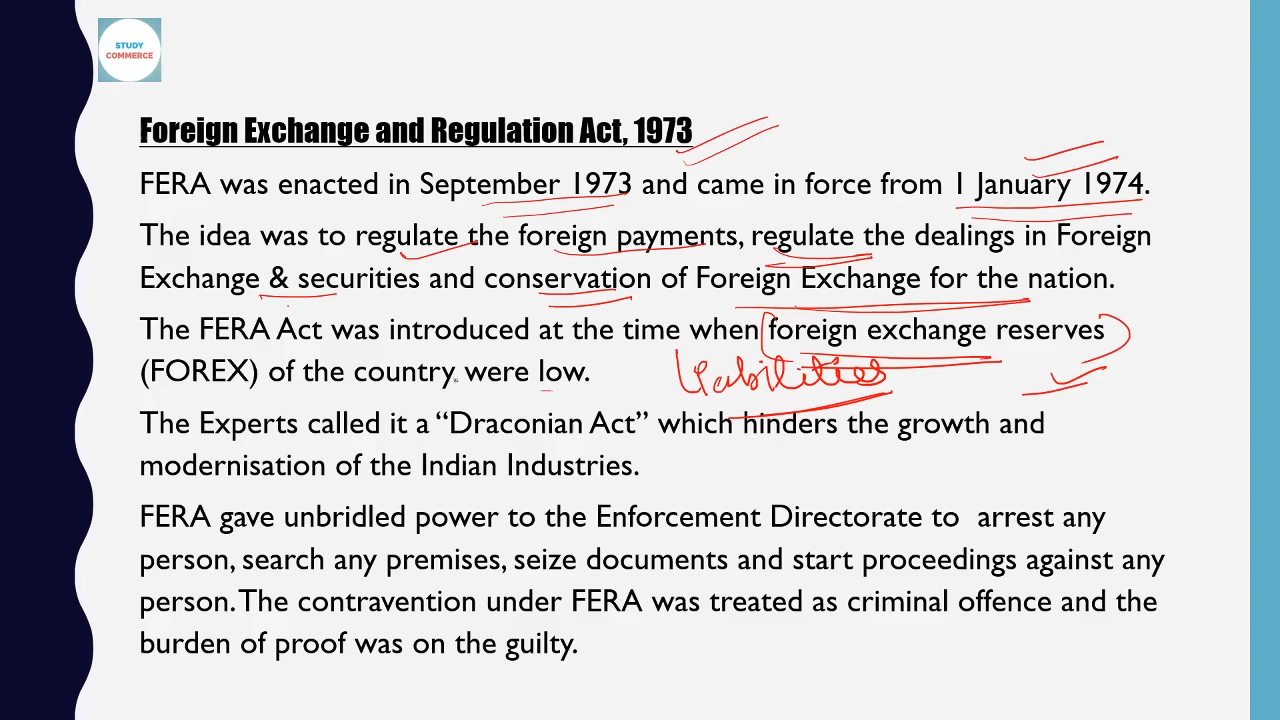 STUDY
COMMERCE
Foreign Exchange and Regulation Act, 1973
FERA was enacted in September 1973 and came in force from 1 January 1974.
The idea was to regulate the foreign payments, regulate the dealings in Foreign
Exchange & securities and conservation of Foreign Exchange for the nation.
The FERA Act was introduced at the time when foreign exchange reserves
(FOREX) of the country were low.
liabilities
The Experts called it a “Draconian Act” which hinders the growth and
modernisation of the Indian Industries.
FERA gave unbridled power to the Enforcement Directorate to arrest any
person, search any premises, seize documents and start proceedings against any
person. The contravention under FERA was treated as criminal offence and the
burden of proof was on the guilty.